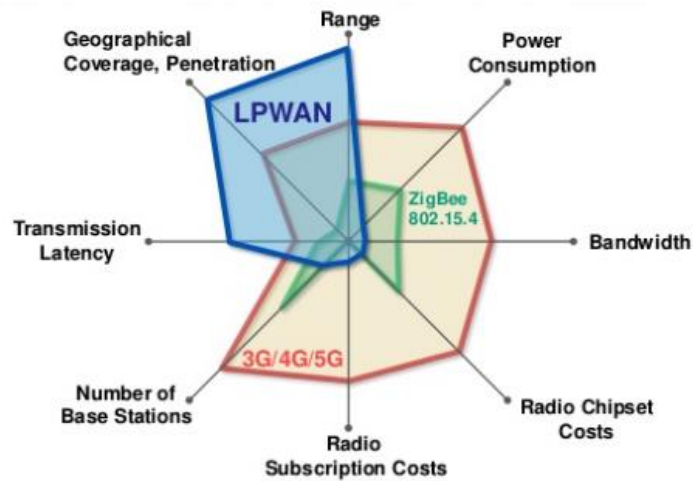 Range
Geographical
Coverage, Penetration
Power
Consumption
LPWAN
ZigBee
802.15.4
Transmission
Latency
Bandwidth
3G/4G/5G
Number of
Base Stations
Radio Chipset
Costs
Radio
Subscription Costs